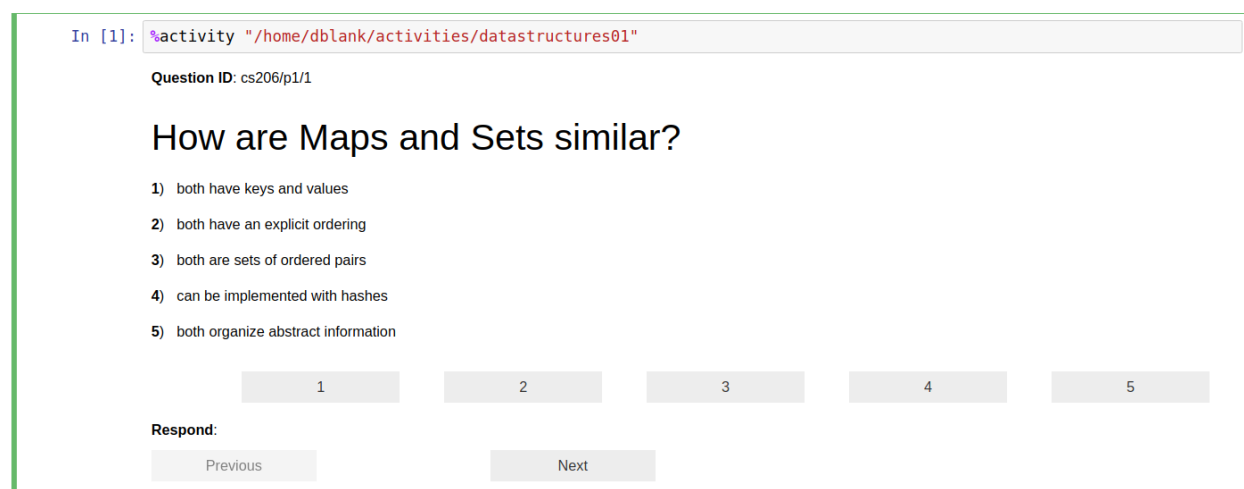 In [1]: %activity "/home/dblank/activities/datastructures01"
Question ID: cs206/p1/1
How are Maps and Sets similar?
1) both have keys and values
2) both have an explicit ordering
3) both are sets of ordered pairs
4) can be implemented with hashes
5) both organize abstract information
1 2 3 4 5
Respond:
Previous Next